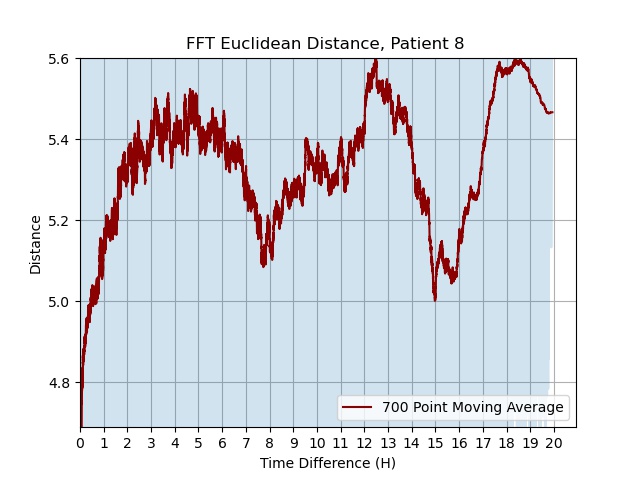 FFT Euclidean Distance, Patient 8
5.6
5.4
5.2
5.0
4.8
Distance
700 Point Moving Average
0 1 2 3 4 5 6 7 8 9 10 11 12 13 14 15 16 17 18 19 20
Time Difference (H)